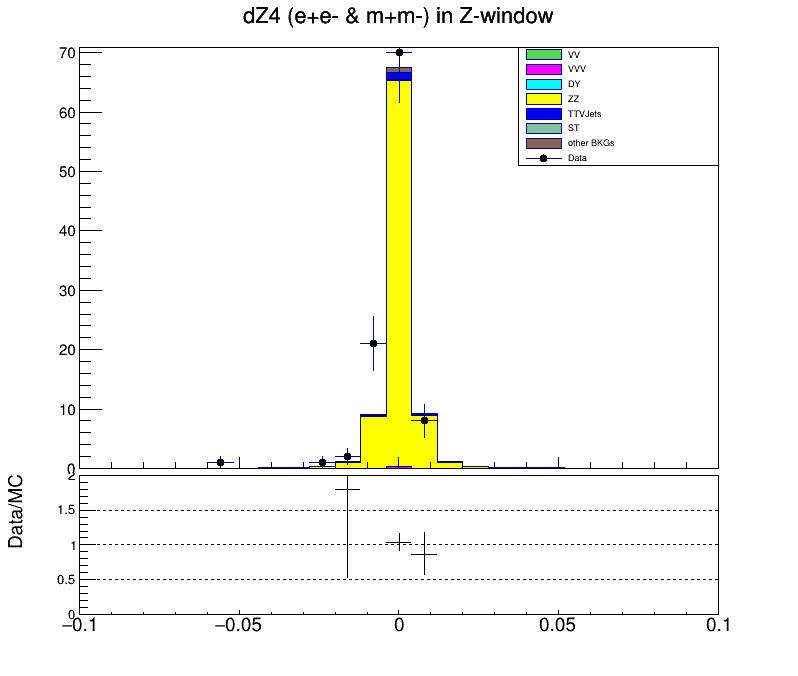 dZ4 (e+e- & m+m-) in Z-window
70
60
50
40
30
20
10
0
VV
VVV
DY
ZZ
TTVJets
ST
other BKGs
Data
Data/MC
2
1.5
1
0.5
0
−0.1 −0.05 0 0.05 0.1